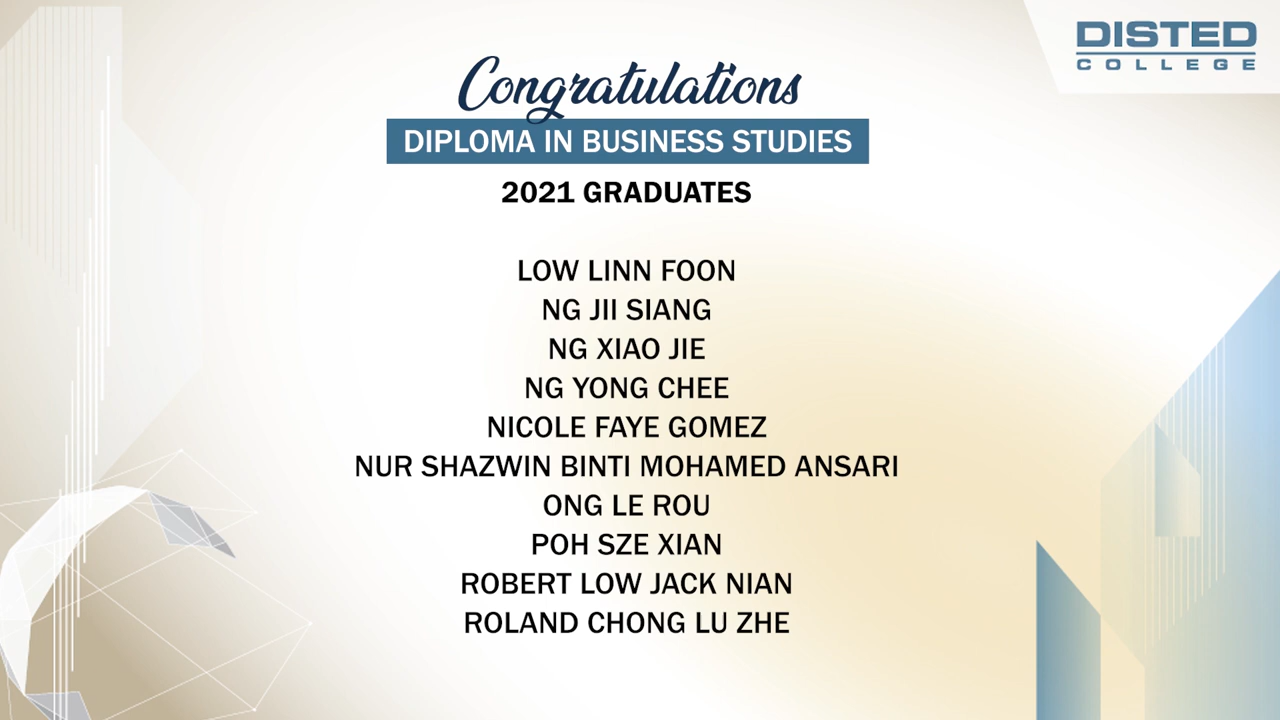 DISTED
COLLEGE
Congratulations
DIPLOMA IN BUSINESS STUDIES
2021 GRADUATES
LOW LINN FOON
NG JII SIANG
NG XIAO JIE
NG YONG CHEE
NICOLE FAYE GOMEZ
NUR SHAZWIN BINTI MOHAMED ANSARI
ONG LE ROU
POH SZE XIAN
ROBERT LOW JACK NIAN
ROLAND CHONG LU ZHE